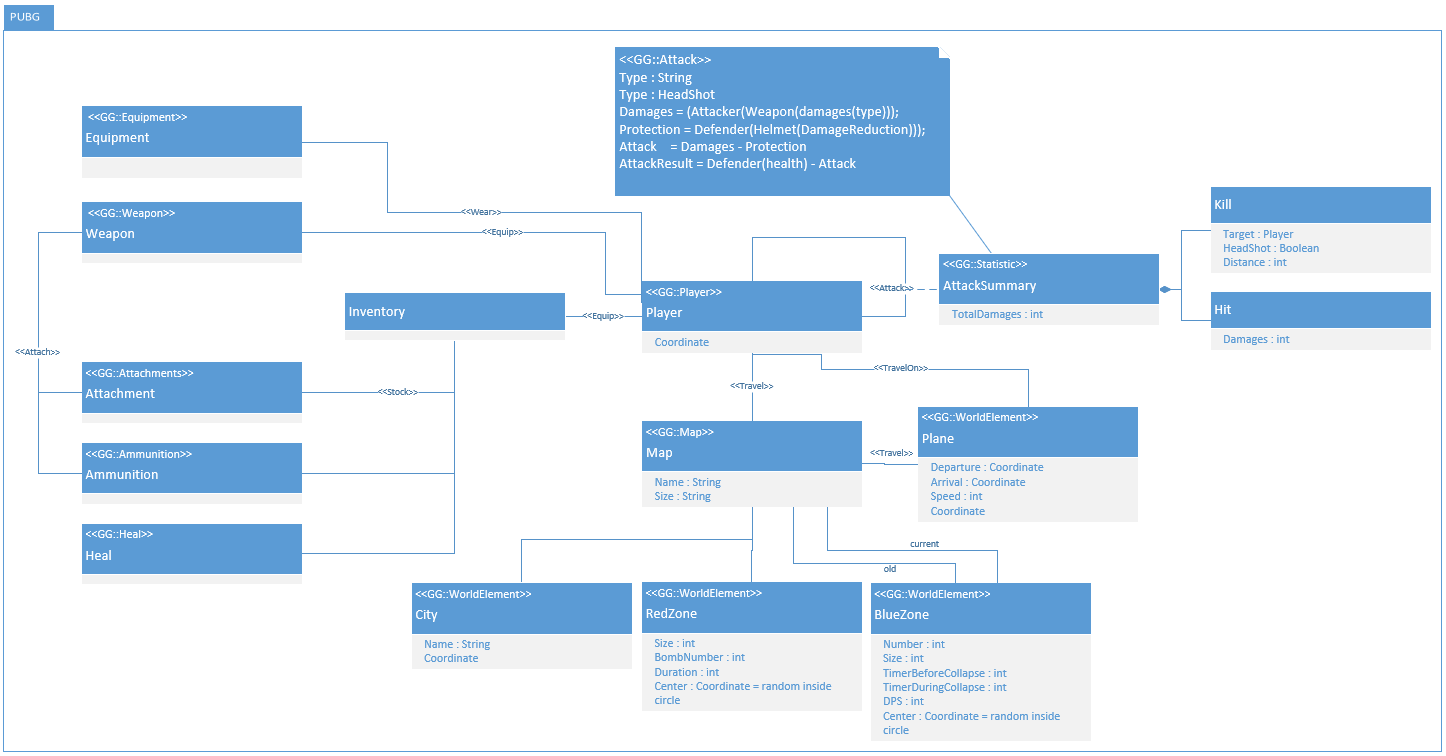 PUBG
<<GG::Attack>>
Type : String
Type : HeadShot
Damages = (Attacker(Weapon(damages(type)));
Protection = Defender(Helmet(DamageReduction)));
Attack = Damages - Protection
AttackResult = Defender(health) - Attack
<<GG::Equipment>>
Equipment
<<GG::Weapon>>
Weapon
<<Wear>>
<<Equip>>
Kill
Target : Player
HeadShot : Boolean
Distance : int
<<GG::Statistic>>
AttackSummary
TotalDamages : int
Hit
Damages : int
<<Attack>>
<<GG::Player>>
Player
Coordinate
Inventory
<<Equip>>
<<Attach>>
<<GG::Attachments>>
Attachment
<<Stock>>
<<GG::Ammunition>>
Ammunition
<<GG::Heal>>
Heal
<<Travel>>
<<TravelOn>>
<<GG::Map>>
Map
Name : String
Size : String
<<Travel>>
<<GG::WorldElement>>
Plane
Departure : Coordinate
Arrival : Coordinate
Speed : int
Coordinate
current
old
<<GG::WorldElement>>
City
Name : String
Coordinate
<<GG::WorldElement>>
RedZone
Size : int
BombNumber : int
Duration : int
Center : Coordinate = random inside
circle
<<GG::WorldElement>>
BlueZone
Number : int
Size : int
TimerBeforeCollapse : int
TimerDuringCollapse : int
DPS : int
Center : Coordinate = random inside
circle